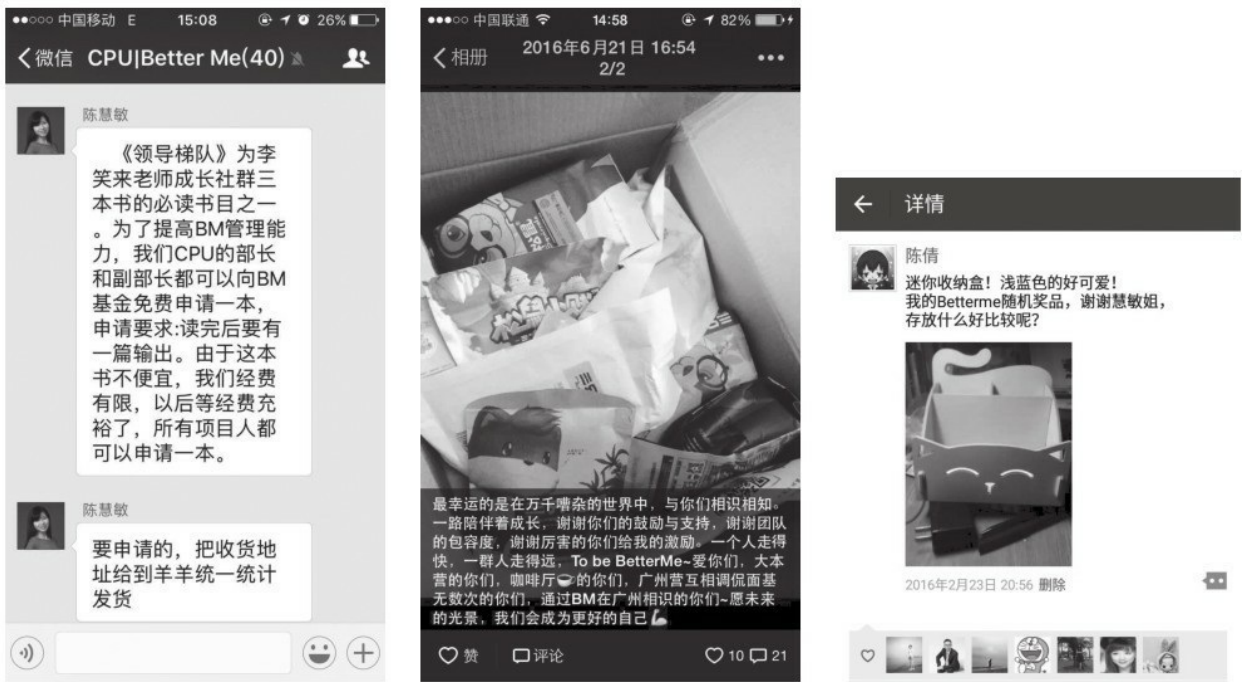 中国移动 E 15:08 26%
微信 CPU|Better Me(40)
陈慧敏
《领导梯队》为李
笑来老师成长社群三
本书的必读书目之一
。为了提高BM管理能
力，我们CPU的部长
和副部长都可以向BM
基金免费申请一本，
申请要求:读完后要有
一篇输出。由于这本
书不便宜，我们经费
有限，以后等经费充
裕了，所有项目人都
可以申请一本。
陈慧敏
要申请的，把收货地
址给到羊羊统一统计
发货
中国联通 14:58 82%
相册 2016年6月21日 16:54
2/2
最幸运的是在万千嘈杂的世界中，与你们相识相知。
一路陪伴着成长，谢谢你们的鼓励与支持，谢谢团队
的包容度，谢谢厉害的你们给我的激励。一个人走得
快，一群人走得远，To be BetterMe~爱你们，大本
营的你们，咖啡厅☕的你们，广州营互相调侃面基
无数次的你们，通过BM在广州相识的你们~愿未来
的光景，我们会成为更好的自己💪
赞 评论 10 21
详情
陈倩
迷你收纳盒！浅蓝色的好可爱！
我的Betterme随机奖品，谢谢慧敏姐，
存放什么好比较呢？
2016年2月23日 20:56 删除